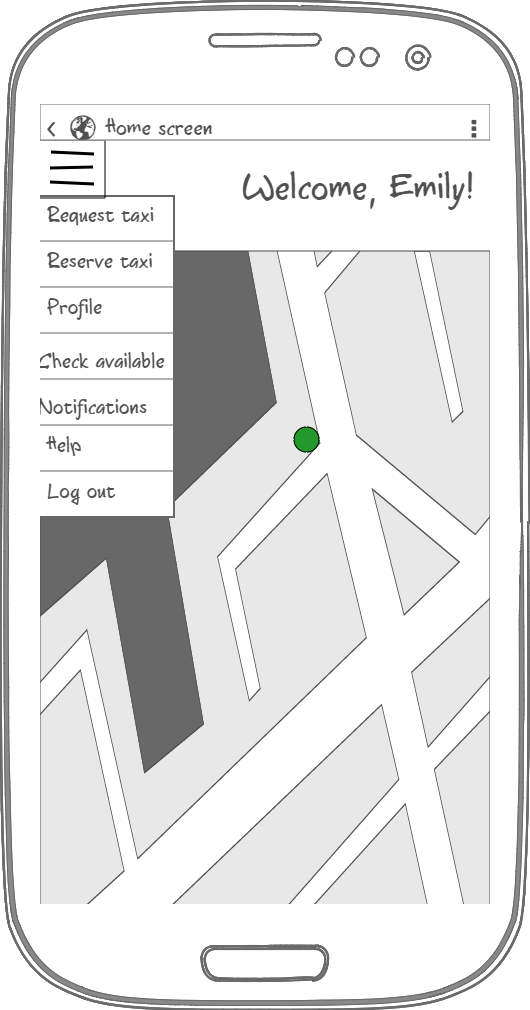 Home screen
Welcome, Emily!
Request taxi
Reserve taxi
Profile
Check available
Notifications
Help
Log out